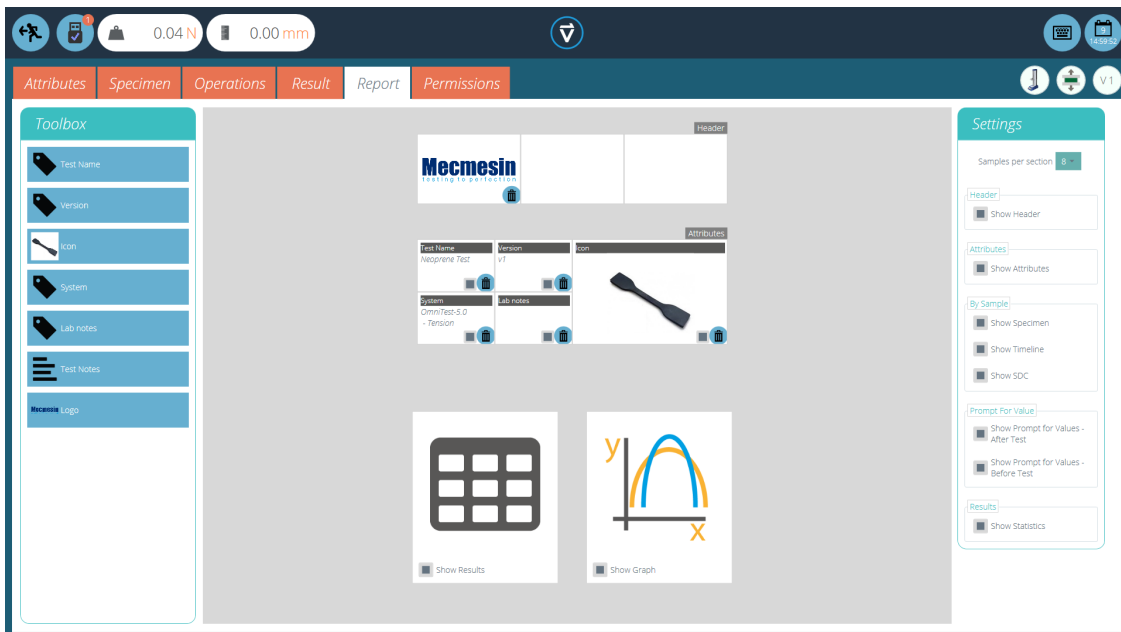 1
0.04 N
0.00 mm
9
14:59:52
Attributes Specimen Operations Result Report Permissions
V 1
Toolbox
Test Name
Version
Icon
System
Lab notes
Test Notes
Mecmesin Logo
Header
Mecmesin
testing to perfection
Attributes
Test Name Version Icon
Neoprene Test v1
System Lab notes
OmniTest-5.0
- Tension
y
x
Show Results
Show Graph
Settings
Samples per section 8
Header
Show Header
Attributes
Show Attributes
By Sample
Show Specimen
Show Timeline
Show SDC
Prompt For Value
Show Prompt for Values -
After Test
Show Prompt for Values -
Before Test
Results
Show Statistics